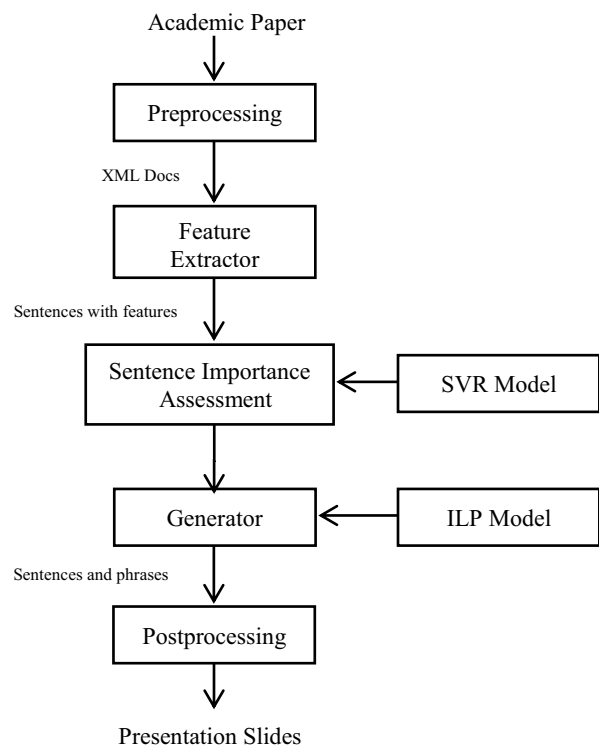 Academic Paper
Preprocessing
XML Docs
Feature
Extractor
Sentences with features
Sentence Importance
Assessment
SVR Model
Generator
ILP Model
Sentences and phrases
Postprocessing
Presentation Slides